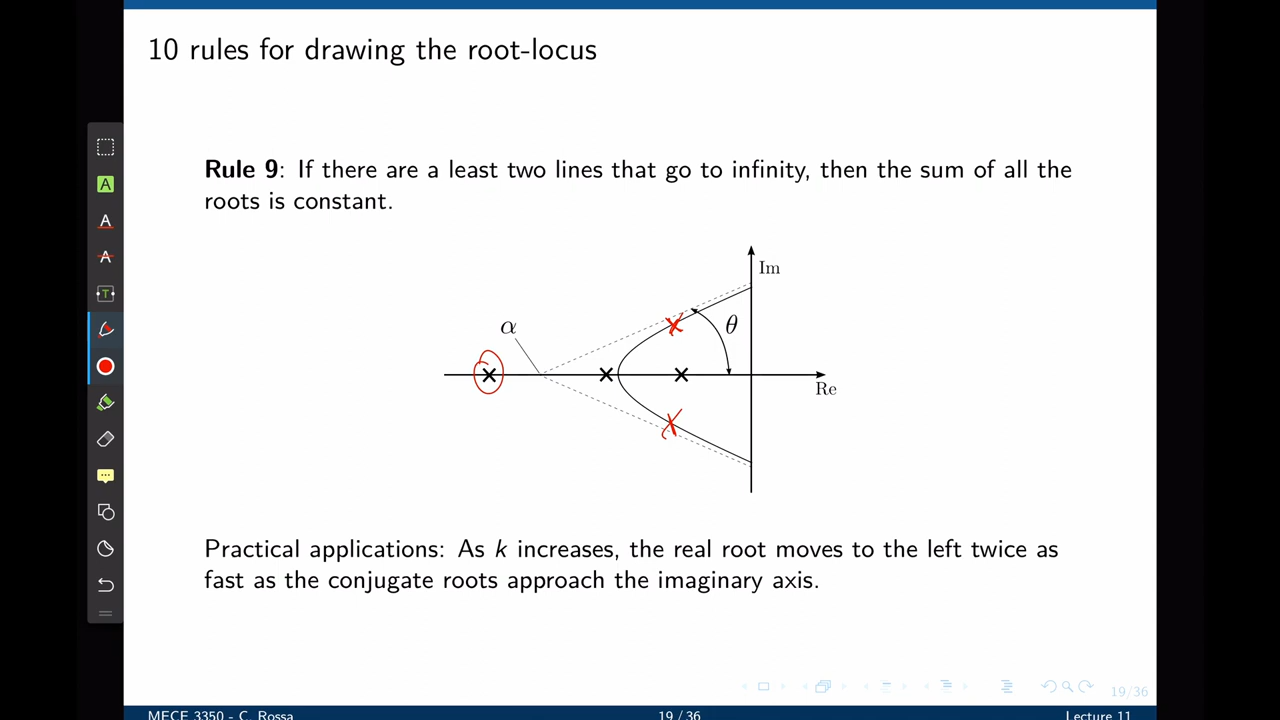 10 rules for drawing the root-locus
Rule 9: If there are a least two lines that go to infinity, then the sum of all the
roots is constant.
Im
α
θ
Re
Practical applications: As k increases, the real root moves to the left twice as
fast as the conjugate roots approach the imaginary axis.
19/36
MECE 3350 - C. Rossa
19 / 36
Lecture 11
A
A
A
T